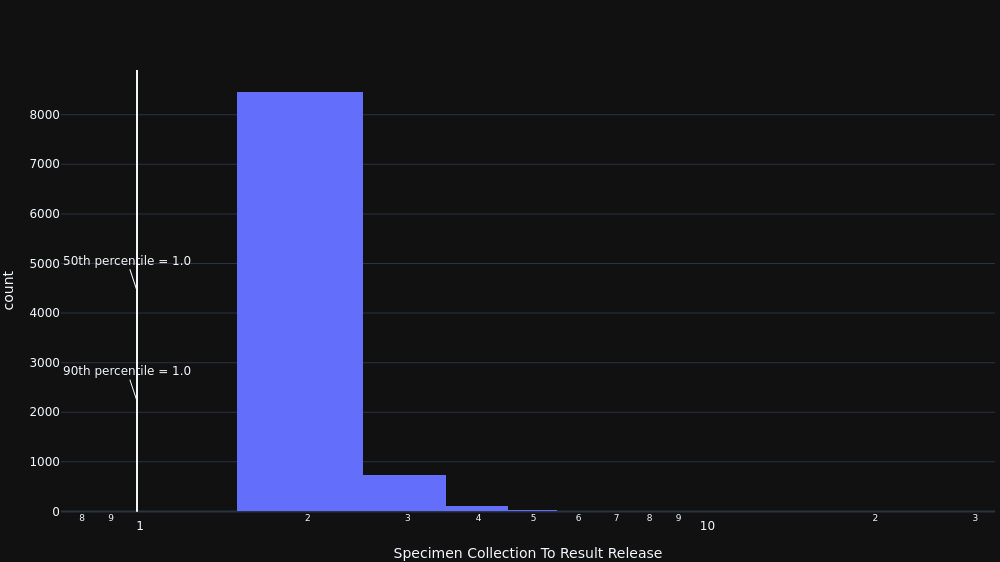 8000
7000
6000
5000
4000
3000
2000
1000
0
count
50th percentile = 1.0
90th percentile = 1.0
8 9 1 2 3 4 5 6 7 8 9 10 2 3
Specimen Collection To Result Release